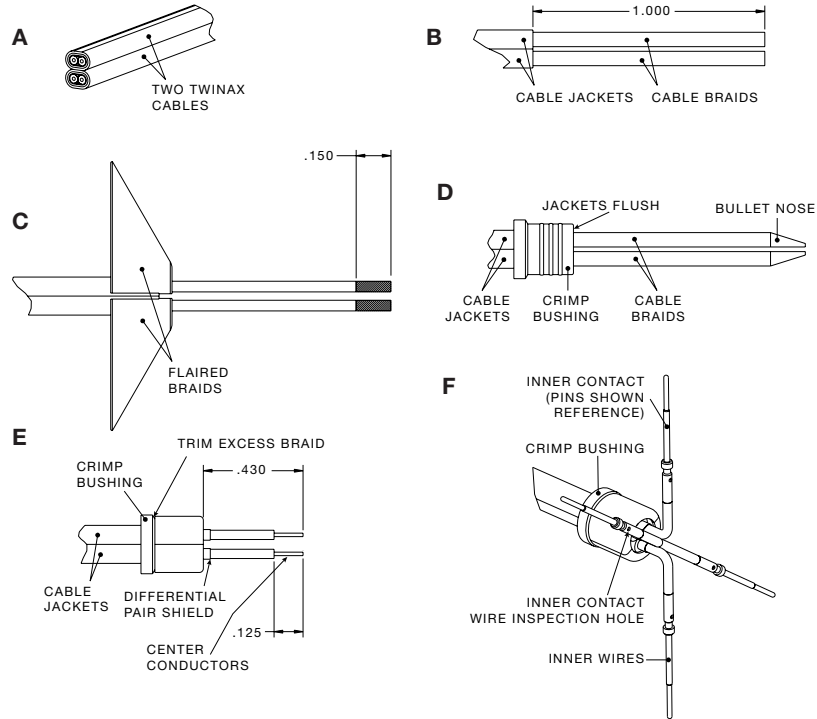 A
TWO TWINAX
CABLES
B
1.000
CABLE JACKETS
CABLE BRAIDS
C
.150
FLAIRED
BRAIDS
D
JACKETS FLUSH
BULLET NOSE
CABLE
JACKETS
CRIMP
BUSHING
CABLE
BRAIDS
E
TRIM EXCESS BRAID
CRIMP
BUSHING
.430
CABLE
JACKETS
DIFFERENTIAL
PAIR SHIELD
.125
CENTER
CONDUCTORS
F
INNER CONTACT
(PINS SHOWN
REFERENCE)
CRIMP BUSHING
INNER CONTACT
WIRE INSPECTION HOLE
INNER WIRES